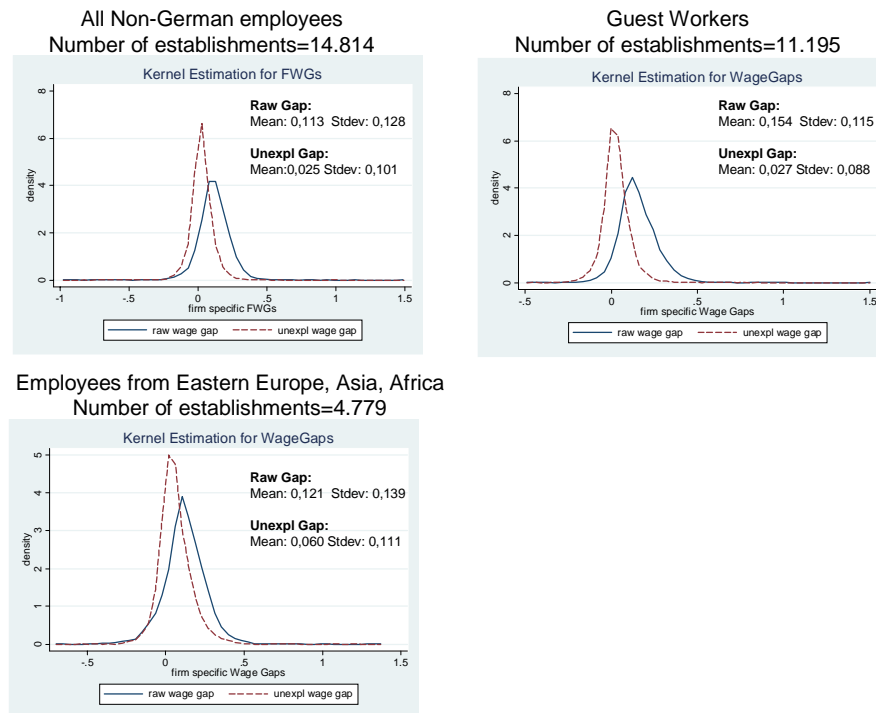 All Non-German employees
Number of establishments=14.814
Kernel Estimation for FWGs
Raw Gap:
Mean: 0,113 Stdev: 0,128
Unexpl Gap:
Mean:0,025 Stdev: 0,101
density
0
2
4
6
8
-1
-.5
0
.5
1
1.5
firm specific FWGs
raw wage gap
unexpl wage gap
Guest Workers
Number of establishments=11.195
Kernel Estimation for WageGaps
Raw Gap:
Mean: 0,154 Stdev: 0,115
Unexpl Gap:
Mean: 0,027 Stdev: 0,088
density
0
2
4
6
8
-.5
0
.5
1
1.5
firm specific Wage Gaps
raw wage gap
unexpl wage gap
Employees from Eastern Europe, Asia, Africa
Number of establishments=4.779
Kernel Estimation for WageGaps
Raw Gap:
Mean: 0,121 Stdev: 0,139
Unexpl Gap:
Mean: 0,060 Stdev: 0,111
density
0
1
2
3
4
5
-.5
0
.5
1
1.5
firm specific Wage Gaps
raw wage gap
unexpl wage gap